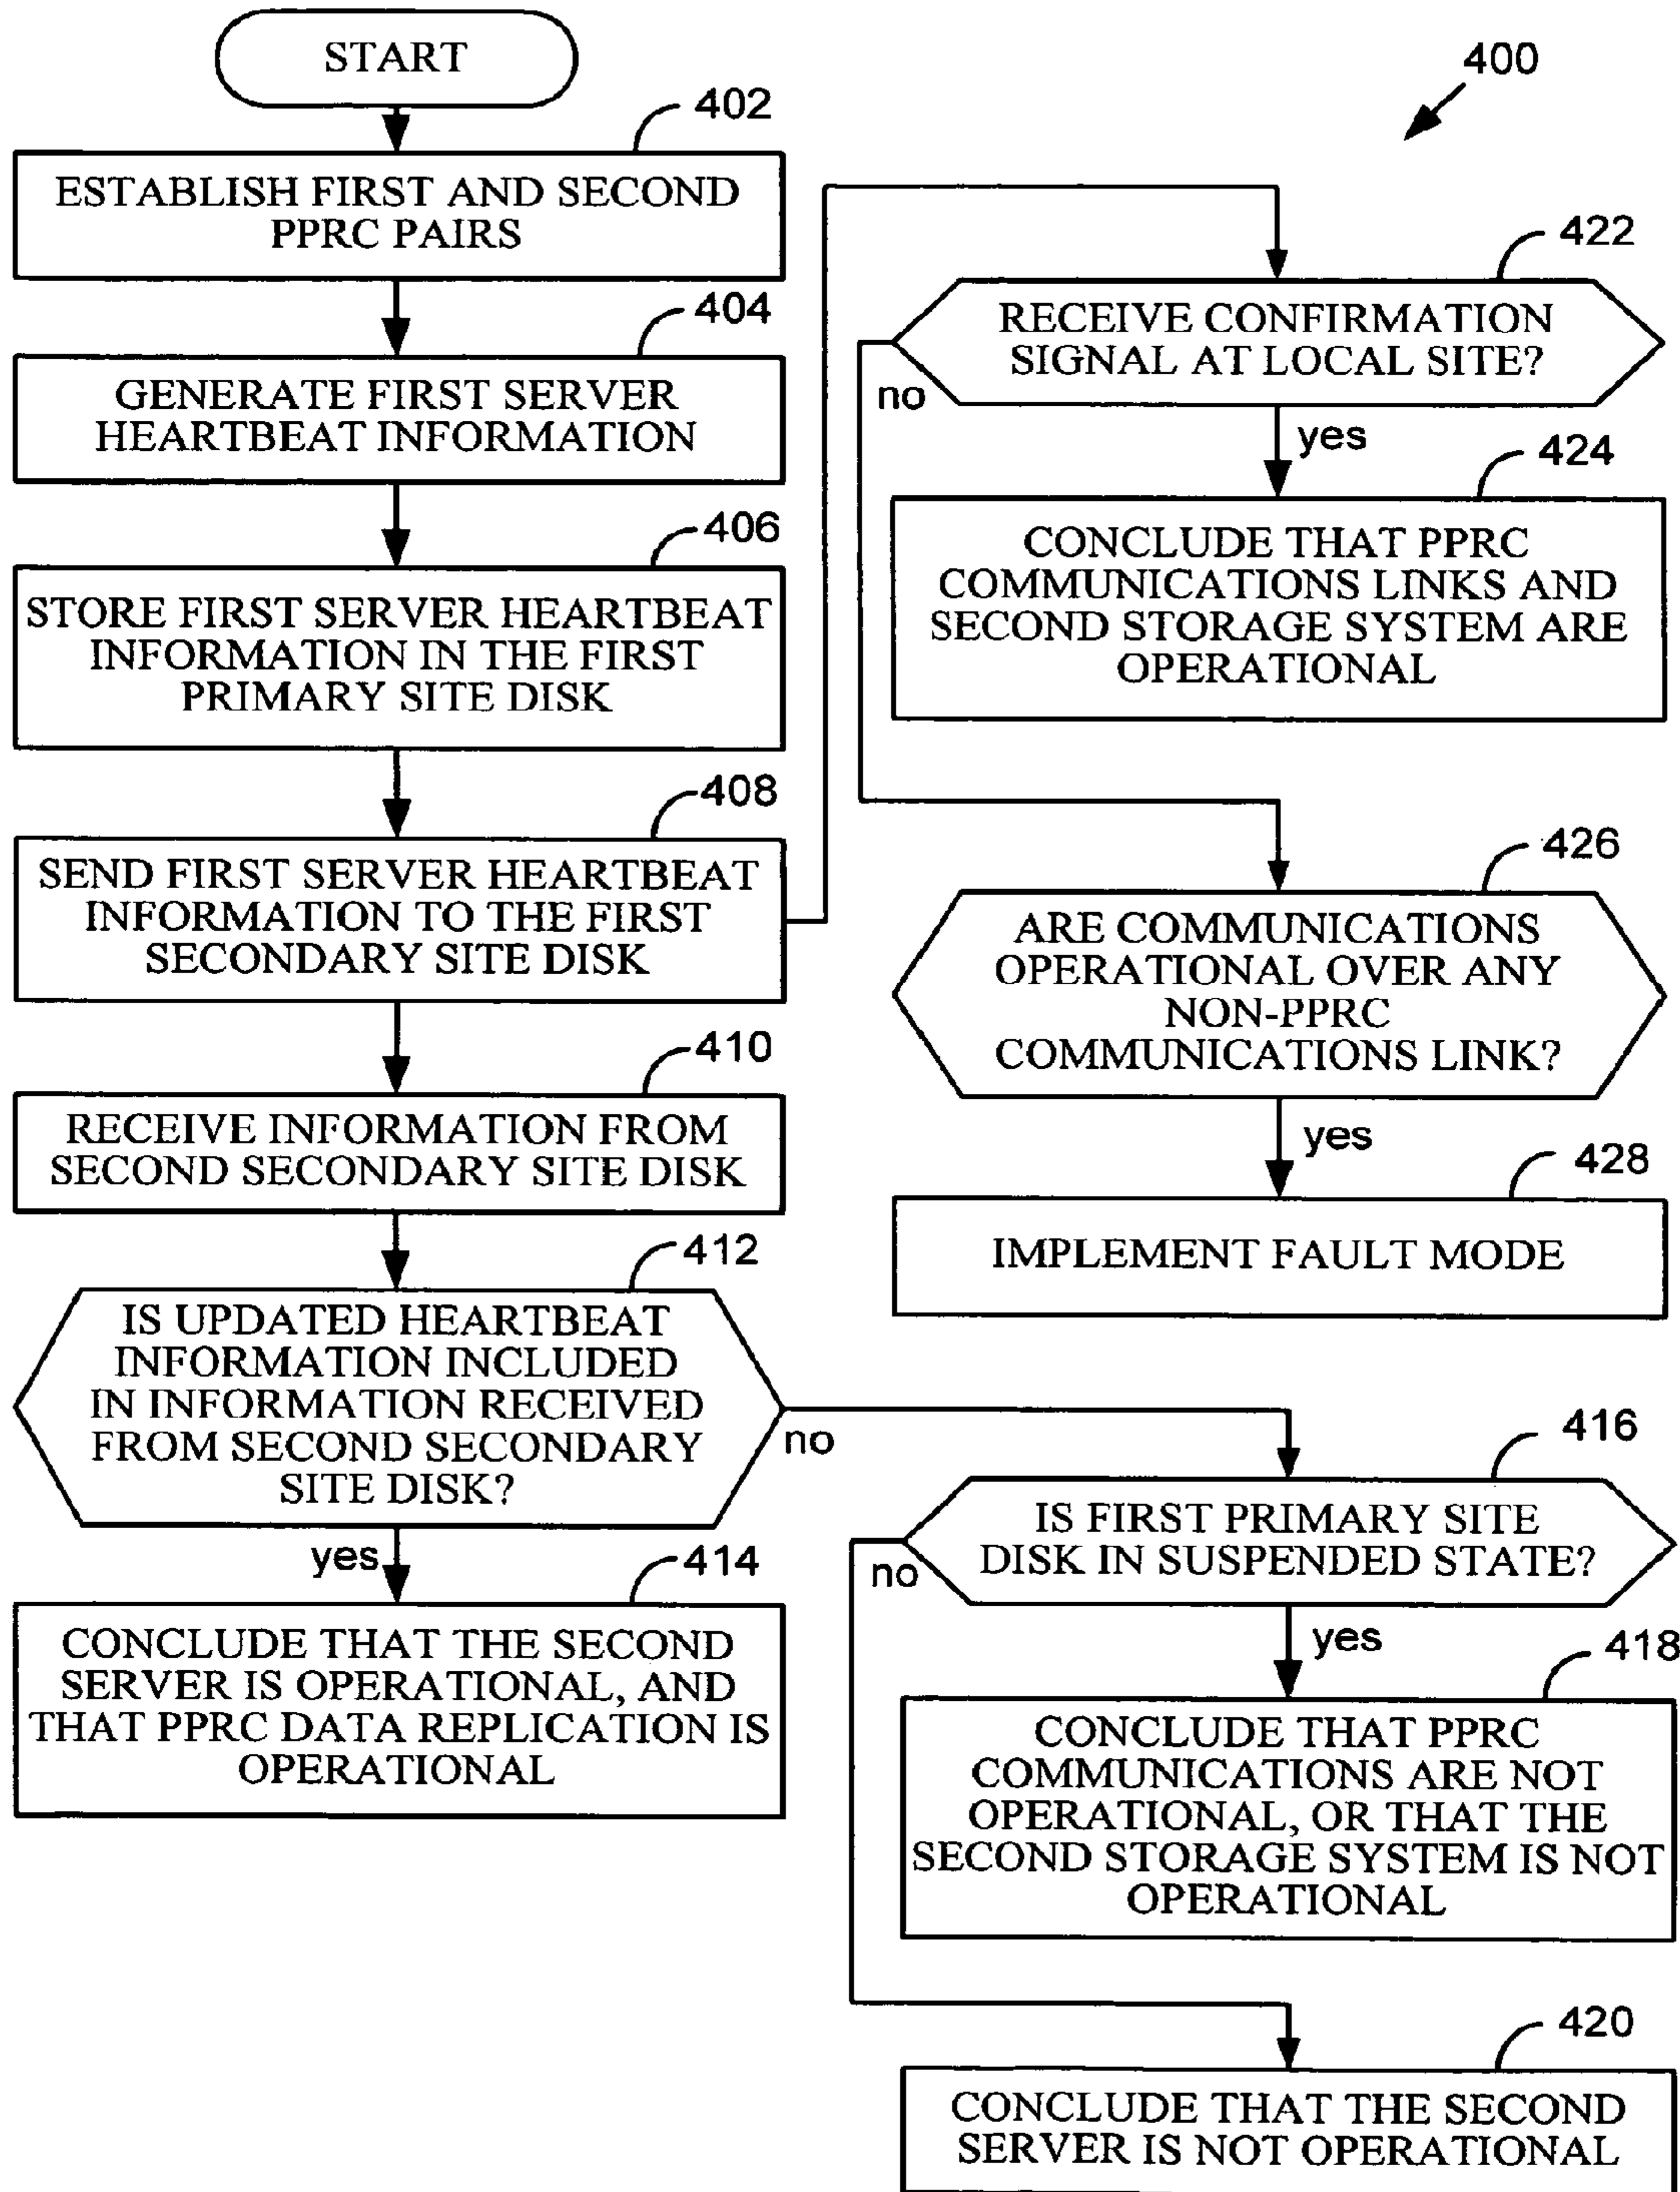 START
400
402
ESTABLISH FIRST AND SECOND
PPRC PAIRS
404
GENERATE FIRST SERVER
HEARTBEAT INFORMATION
406
STORE FIRST SERVER HEARTBEAT
INFORMATION IN THE FIRST
PRIMARY SITE DISK
408
SEND FIRST SERVER HEARTBEAT
INFORMATION TO THE FIRST
SECONDARY SITE DISK
410
RECEIVE INFORMATION FROM
SECOND SECONDARY SITE DISK
412
IS UPDATED HEARTBEAT
INFORMATION INCLUDED
IN INFORMATION RECEIVED
FROM SECOND SECONDARY
SITE DISK?
no
yes
414
CONCLUDE THAT THE SECOND
SERVER IS OPERATIONAL, AND
THAT PPRC DATA REPLICATION IS
OPERATIONAL
422
RECEIVE CONFIRMATION
SIGNAL AT LOCAL SITE?
no
yes
424
CONCLUDE THAT PPRC
COMMUNICATIONS LINKS AND
SECOND STORAGE SYSTEM ARE
OPERATIONAL
426
ARE COMMUNICATIONS
OPERATIONAL OVER ANY
NON-PPRC
COMMUNICATIONS LINK?
yes
428
IMPLEMENT FAULT MODE
416
IS FIRST PRIMARY SITE
DISK IN SUSPENDED STATE?
no
yes
418
CONCLUDE THAT PPRC
COMMUNICATIONS ARE NOT
OPERATIONAL, OR THAT THE
SECOND STORAGE SYSTEM IS NOT
OPERATIONAL
420
CONCLUDE THAT THE SECOND
SERVER IS NOT OPERATIONAL